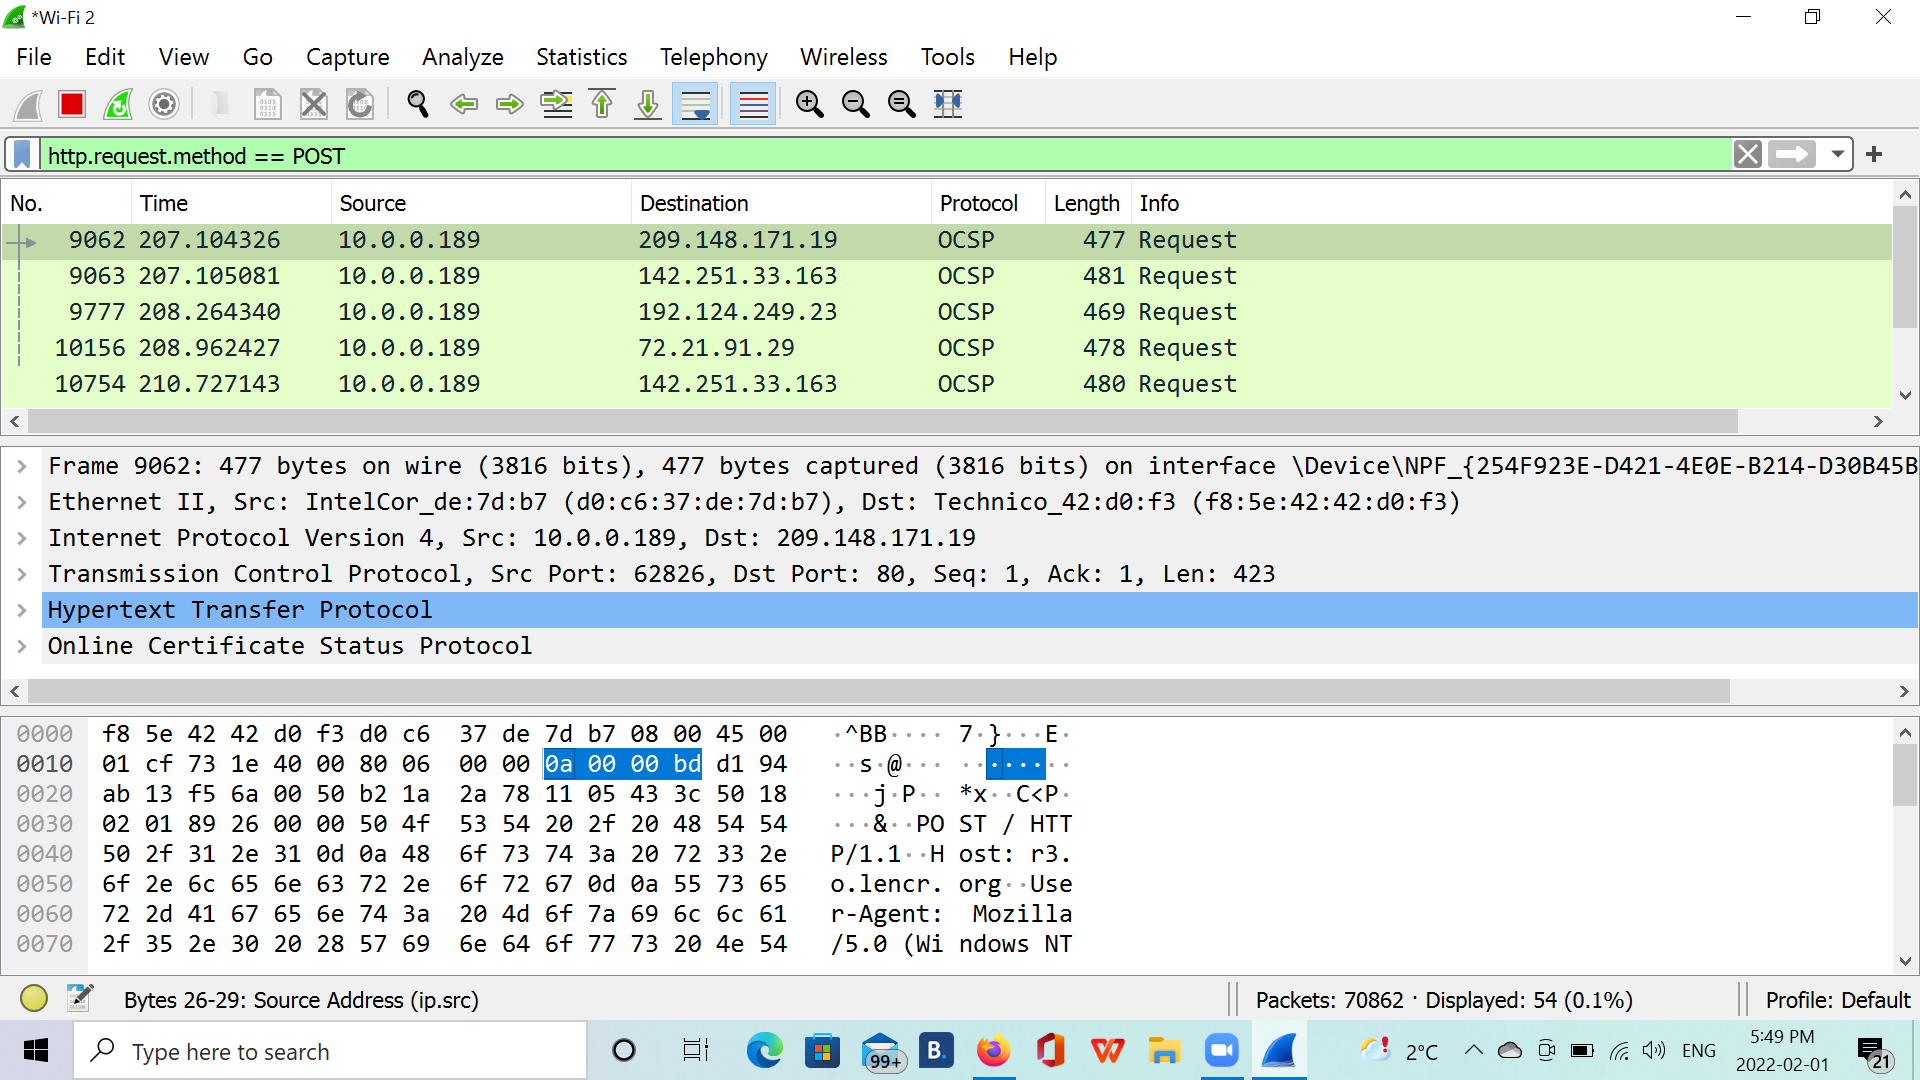 *Wi-Fi 2
File Edit View Go Capture Analyze Statistics Telephony Wireless Tools Help
http.request.method == POST
No. Time Source Destination Protocol Length Info
9062 207.104326 10.0.0.189 209.148.171.19 OCSP 477 Request
9063 207.105081 10.0.0.189 142.251.33.163 OCSP 481 Request
9777 208.264340 10.0.0.189 192.124.249.23 OCSP 469 Request
10156 208.962427 10.0.0.189 72.21.91.29 OCSP 478 Request
10754 210.727143 10.0.0.189 142.251.33.163 OCSP 480 Request
Frame 9062: 477 bytes on wire (3816 bits), 477 bytes captured (3816 bits) on interface \Device\NPF_{254F923E-D421-4E0E-B214-D30B45B
Ethernet II, Src: IntelCor_de:7d:b7 (d0:c6:37:de:7d:b7), Dst: Technico_42:d0:f3 (f8:5e:42:42:d0:f3)
Internet Protocol Version 4, Src: 10.0.0.189, Dst: 209.148.171.19
Transmission Control Protocol, Src Port: 62826, Dst Port: 80, Seq: 1, Ack: 1, Len: 423
Hypertext Transfer Protocol
Online Certificate Status Protocol
0000 f8 5e 42 42 d0 f3 d0 c6 37 de 7d b7 08 00 45 00 ·^BB···· 7·}···E·
0010 01 cf 73 1e 40 00 80 06 00 00 0a 00 00 bd d1 94 ··s·@··· ········
0020 ab 13 f5 6a 00 50 b2 1a 2a 78 11 05 43 3c 50 18 ···j·P·· *x··C<P·
0030 02 01 89 26 00 00 50 4f 53 54 20 2f 20 48 54 54 ···&··PO ST / HTT
0040 50 2f 31 2e 31 0d 0a 48 6f 73 74 3a 20 72 33 2e P/1.1··H ost: r3.
0050 6f 2e 6c 65 6e 63 72 2e 6f 72 67 0d 0a 55 73 65 o.lencr. org··Use
0060 72 2d 41 67 65 6e 74 3a 20 4d 6f 7a 69 6c 6c 61 r-Agent: Mozilla
0070 2f 35 2e 30 20 28 57 69 6e 64 6f 77 73 20 4e 54 /5.0 (Wi ndows NT
Bytes 26-29: Source Address (ip.src) Packets: 70862 · Displayed: 54 (0.1%) Profile: Default
Type here to search 99+ B. 2°C ENG 5:49 PM
2022-02-01 21